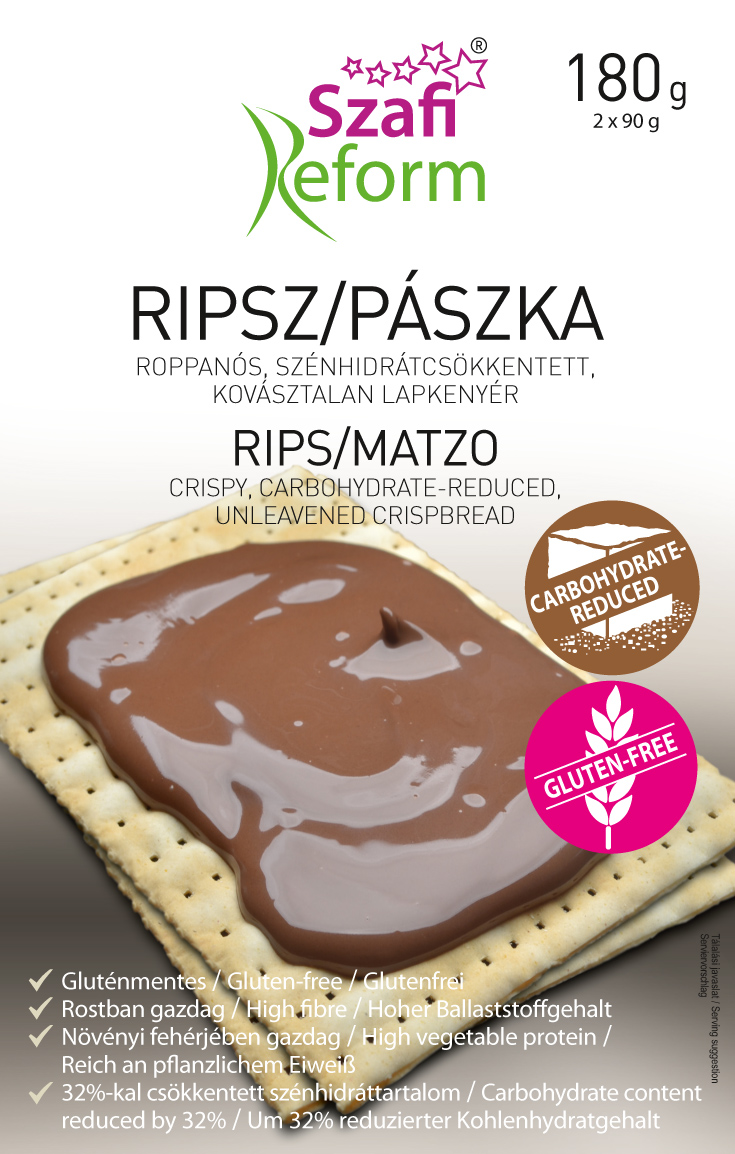 Szafi®
Reform
180 g
2 x 90 g
RIPSZ/PÁSZKA
ROPPANÓS, SZÉNHIDRÁTCSÖKKENTETT,
KOVÁSZTALAN LAPKENYÉR
RIPS/MATZO
CRISPY, CARBOHYDRATE-REDUCED,
UNLEAVENED CRISPBREAD
CARBOHYDRATE-
REDUCED
GLUTEN-FREE
Tálalási javaslat / Serving suggestion
Serviervorschlag
Gluténmentes / Gluten-free / Glutenfrei
Rostban gazdag / High fibre / Hoher Ballaststoffgehalt
Növényi fehérjében gazdag / High vegetable protein /
Reich an pflanzlichem Eiweiß
32%-kal csökkentett szénhidráttartalom / Carbohydrate content
reduced by 32% / Um 32% reduzierter Kohlenhydratgehalt